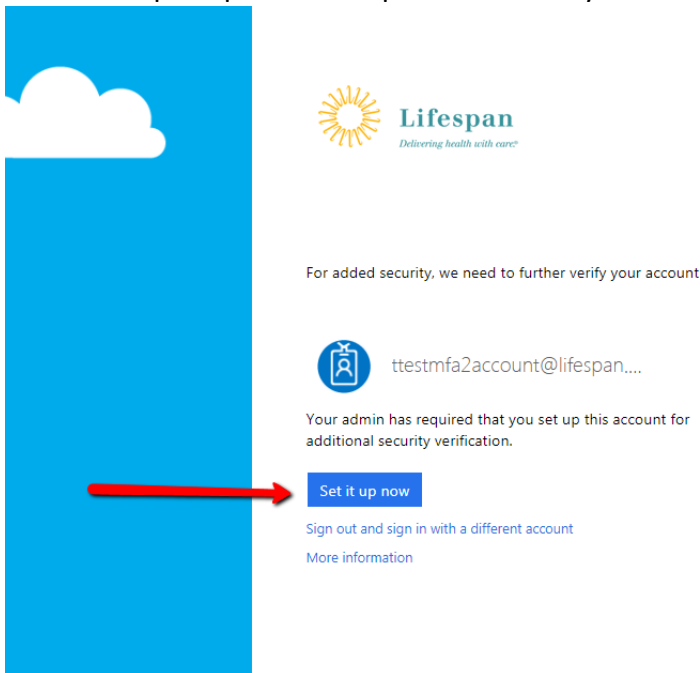 Lifespan
Delivering health with care.®
For added security, we need to further verify your account
ttestmfa2account@lifespan....
Your admin has required that you set up this account for
additional security verification.
Set it up now
Sign out and sign in with a different account
More information